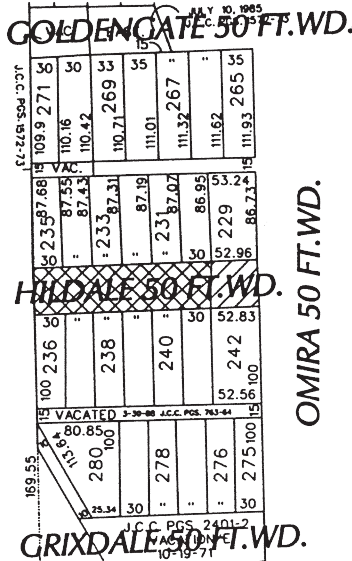 JULY 10, 1985
GOLDENGATE 50 FT.WD.
VAC.
15
J.C.C. PGS. 1572-73
30 30 33 35 " " 35
271 269 267 265
109.9 110.16 110.42 110.71 111.01 111.32 111.62 111.93
15 VAC. 15
87.68 87.55 87.43 87.31 87.19 87.07 86.95 53.24 86.73
235 233 231 229
30 " " " " 30 52.96
HILDALE 50 FT.WD.
OMIRA 50 FT.WD.
30 " " " " 30 52.83
236 238 240 242
100 52.56 100
15 VACATED 3-30-88 J.C.C. PGS. 763-64 15
80.85
113.64 100 100
280 278 276 275
169.55
25.34 30 " " " 30
J.C.C. PGS. 2401-2
GRIXDALE 50 FT.WD.
10-19-71